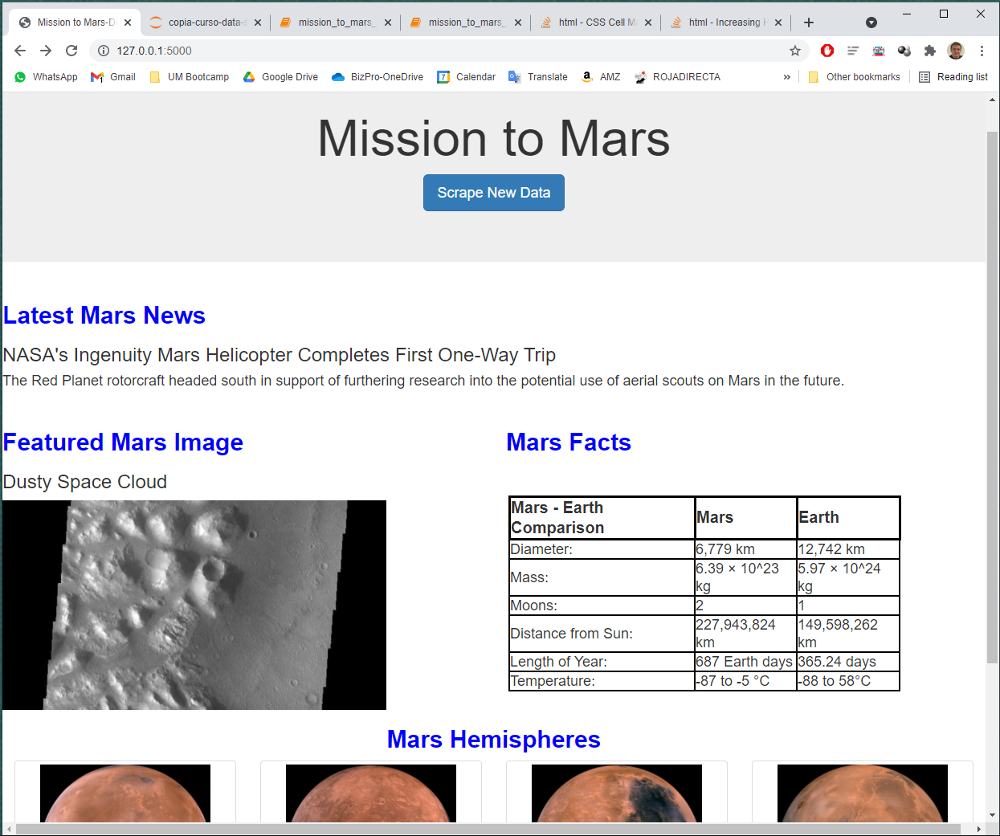 Mission to Mars-D
copia-curso-data-s
mission_to_mars_
mission_to_mars_
html - CSS Cell M
html - Increasing H
127.0.0.1:5000
WhatsApp
Gmail
UM Bootcamp
Google Drive
BizPro-OneDrive
7
Calendar
Translate
AMZ
ROJADIRECTA
»
Other bookmarks
Reading list
Mission to Mars
Scrape New Data
Latest Mars News
NASA's Ingenuity Mars Helicopter Completes First One-Way Trip
The Red Planet rotorcraft headed south in support of furthering research into the potential use of aerial scouts on Mars in the future.
Featured Mars Image
Dusty Space Cloud
Mars Facts
Mars - Earth
Comparison
Mars
Earth
Diameter:
6,779 km
12,742 km
Mass:
6.39 × 10^23
kg
5.97 × 10^24
kg
Moons:
2
1
Distance from Sun:
227,943,824
km
149,598,262
km
Length of Year:
687 Earth days
365.24 days
Temperature:
-87 to -5 °C
-88 to 58°C
Mars Hemispheres